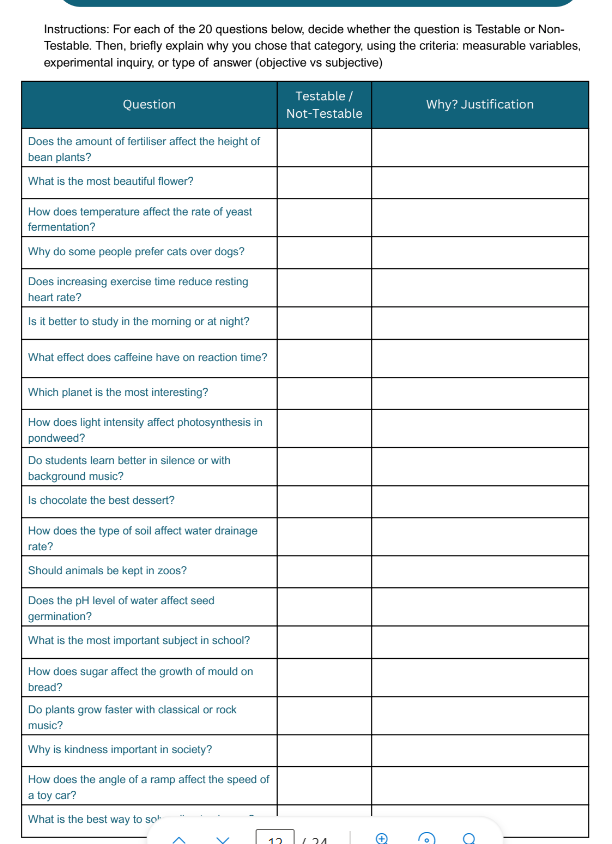 Instructions: For each of the 20 questions below, decide whether the question is Testable or Non-
Testable. Then, briefly explain why you chose that category, using the criteria: measurable variables,
experimental inquiry, or type of answer (objective vs subjective)
Question
Testable /
Not-Testable
Why? Justification
Does the amount of fertiliser affect the height of
bean plants?
What is the most beautiful flower?
How does temperature affect the rate of yeast
fermentation?
Why do some people prefer cats over dogs?
Does increasing exercise time reduce resting
heart rate?
Is it better to study in the morning or at night?
What effect does caffeine have on reaction time?
Which planet is the most interesting?
How does light intensity affect photosynthesis in
pondweed?
Do students learn better in silence or with
background music?
Is chocolate the best dessert?
How does the type of soil affect water drainage
rate?
Should animals be kept in zoos?
Does the pH level of water affect seed
germination?
What is the most important subject in school?
How does sugar affect the growth of mould on
bread?
Do plants grow faster with classical or rock
music?
Why is kindness important in society?
How does the angle of a ramp affect the speed of
a toy car?
What is the best way to
12 / 24